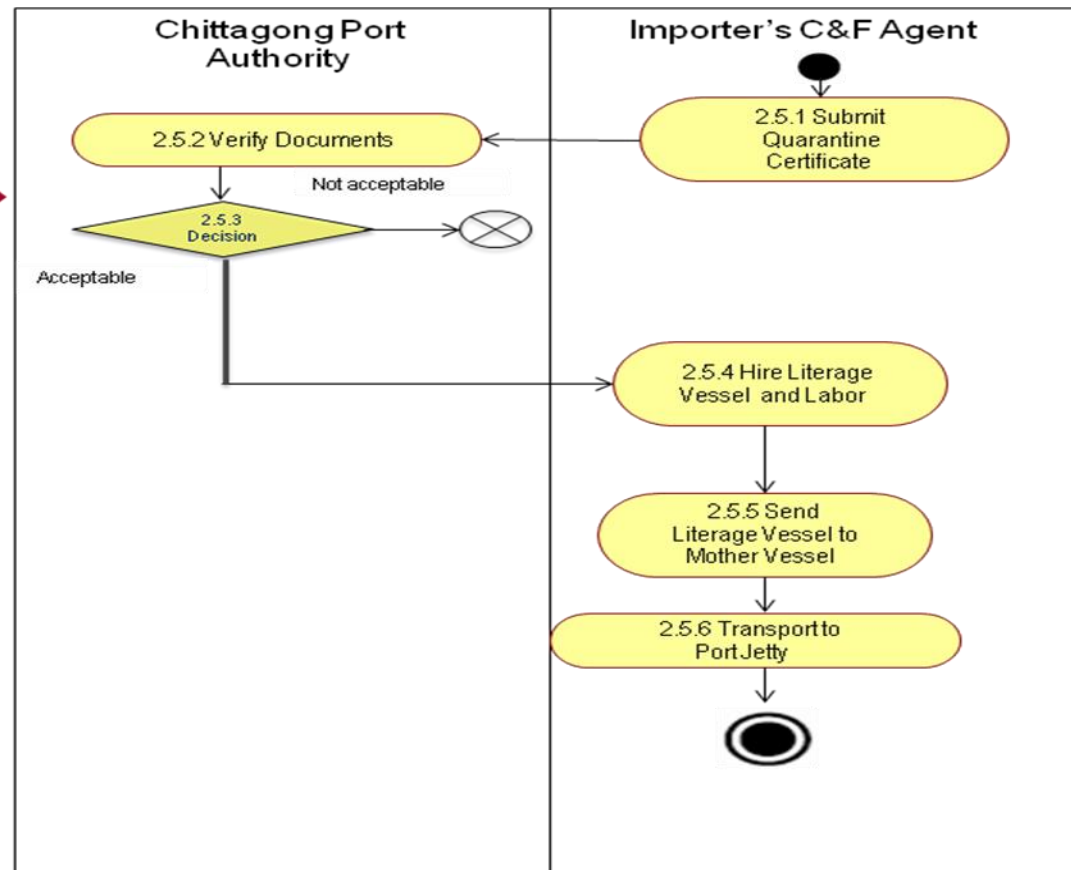 Chittagong Port
Authority
Importer's C&F Agent
2.5.1 Submit
Quarantine
Certificate
2.5.2 Verify Documents
Not acceptable
2.5.3
Decision
Acceptable
2.5.4 Hire Literage
Vessel and Labor
2.5.5 Send
Literage Vessel to
Mother Vessel
2.5.6 Transport to
Port Jetty